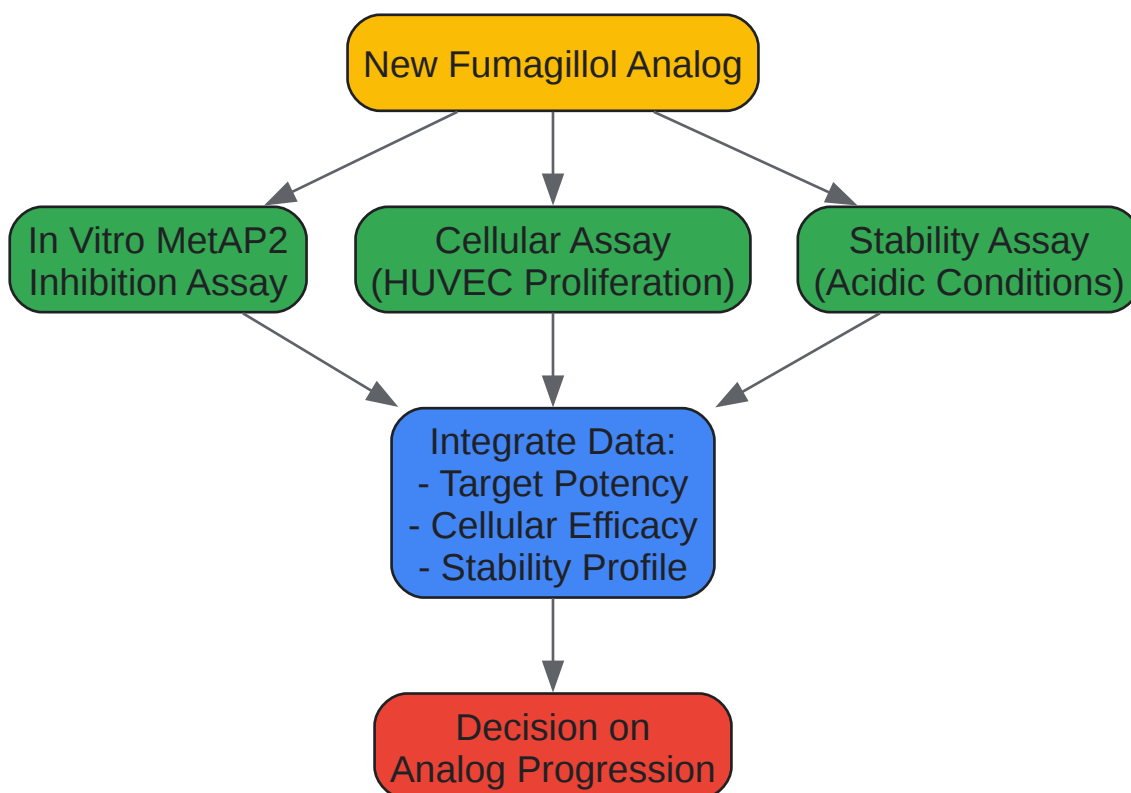 New Fumagillol Analog
In Vitro MetAP2
Inhibition Assay
Cellular Assay
(HUVEC Proliferation)
Stability Assay
(Acidic Conditions)
Integrate Data:
- Target Potency
- Cellular Efficacy
- Stability Profile
Decision on
Analog Progression